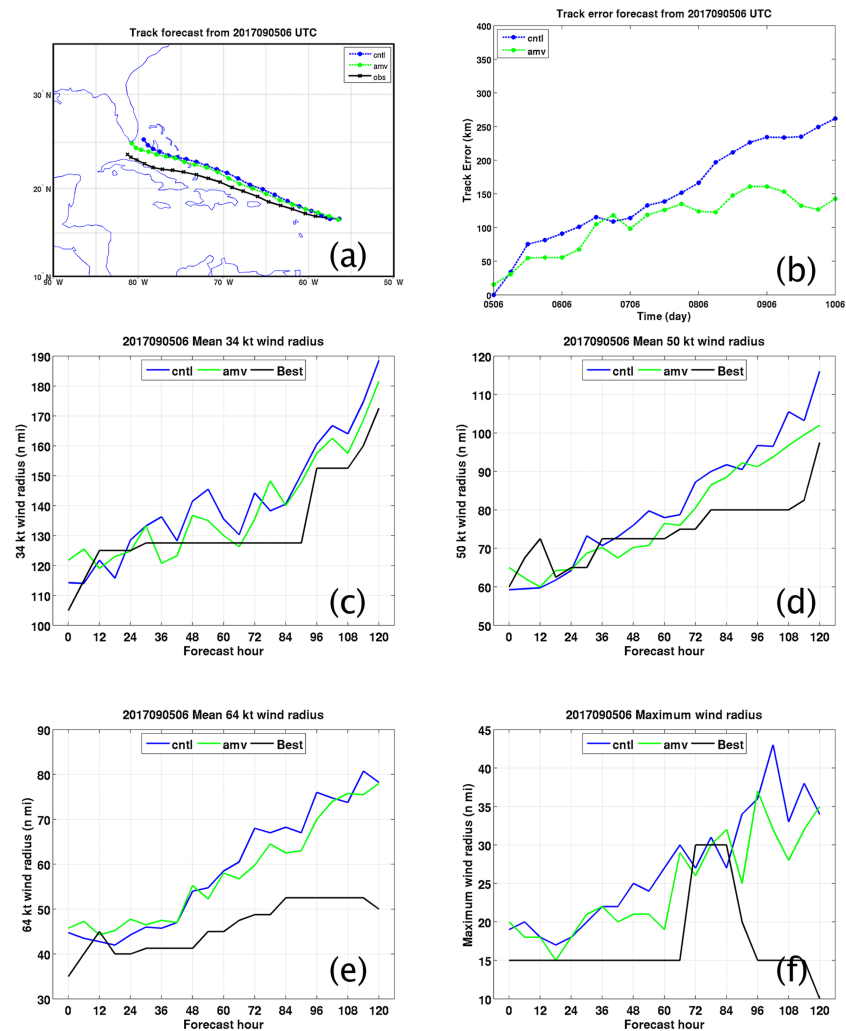 Track forecast from 2017090506 UTC
cntl
amv
obs
30° N
20° N
10° N
90 W 80 W 70 W 60 W 50 W
(a)
Track error forecast from 2017090506 UTC
cntl
amv
Track Error (km)
400
350
300
250
200
150
100
50
0
0506 0606 0706 0806 0906 1006
Time (day)
(b)
2017090506 Mean 34 kt wind radius
cntl amv Best
34 kt wind radius (n mi)
190
180
170
160
150
140
130
120
110
100
0 12 24 36 48 60 72 84 96 108 120
Forecast hour
(c)
2017090506 Mean 50 kt wind radius
cntl amv Best
50 kt wind radius (n mi)
120
110
100
90
80
70
60
50
0 12 24 36 48 60 72 84 96 108 120
Forecast hour
(d)
2017090506 Mean 64 kt wind radius
cntl amv Best
64 kt wind radius (n mi)
90
80
70
60
50
40
30
0 12 24 36 48 60 72 84 96 108 120
Forecast hour
(e)
2017090506 Maximum wind radius
cntl amv Best
Maximum wind radius (n mi)
45
40
35
30
25
20
15
10
0 12 24 36 48 60 72 84 96 108 120
Forecast hour
(f)